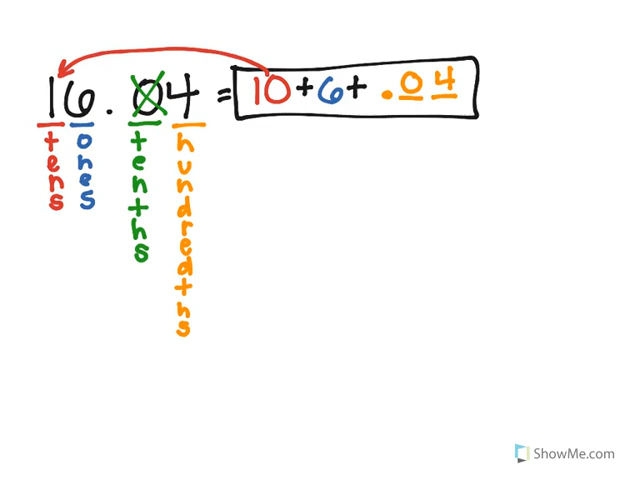 16.04 = 10+6+ .04
tens
ones
tenths
hundredths
ShowMe.com